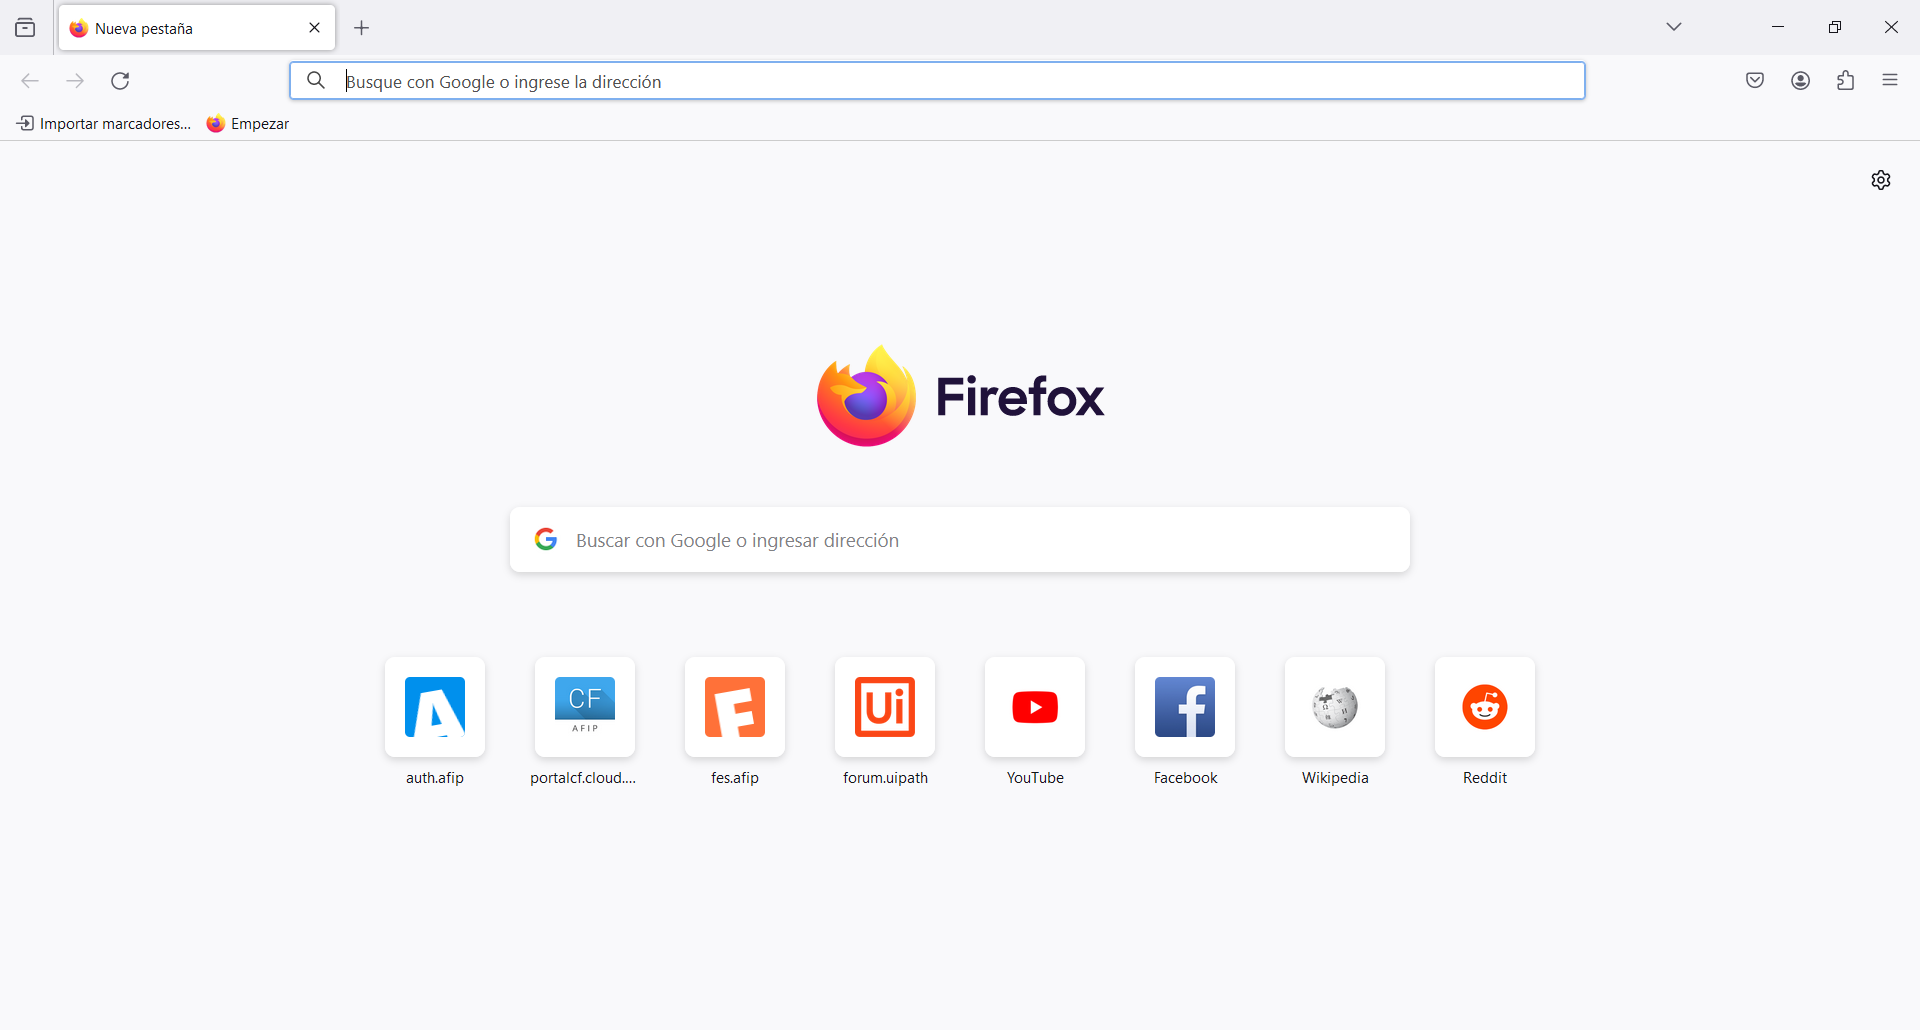 Nueva pestaña
Busque con Google o ingrese la dirección
Importar marcadores...
Empezar
Firefox
Buscar con Google o ingresar dirección
CF
AFIP
Ui
auth.afip
portalcf.cloud....
fes.afip
forum.uipath
YouTube
Facebook
Wikipedia
Reddit